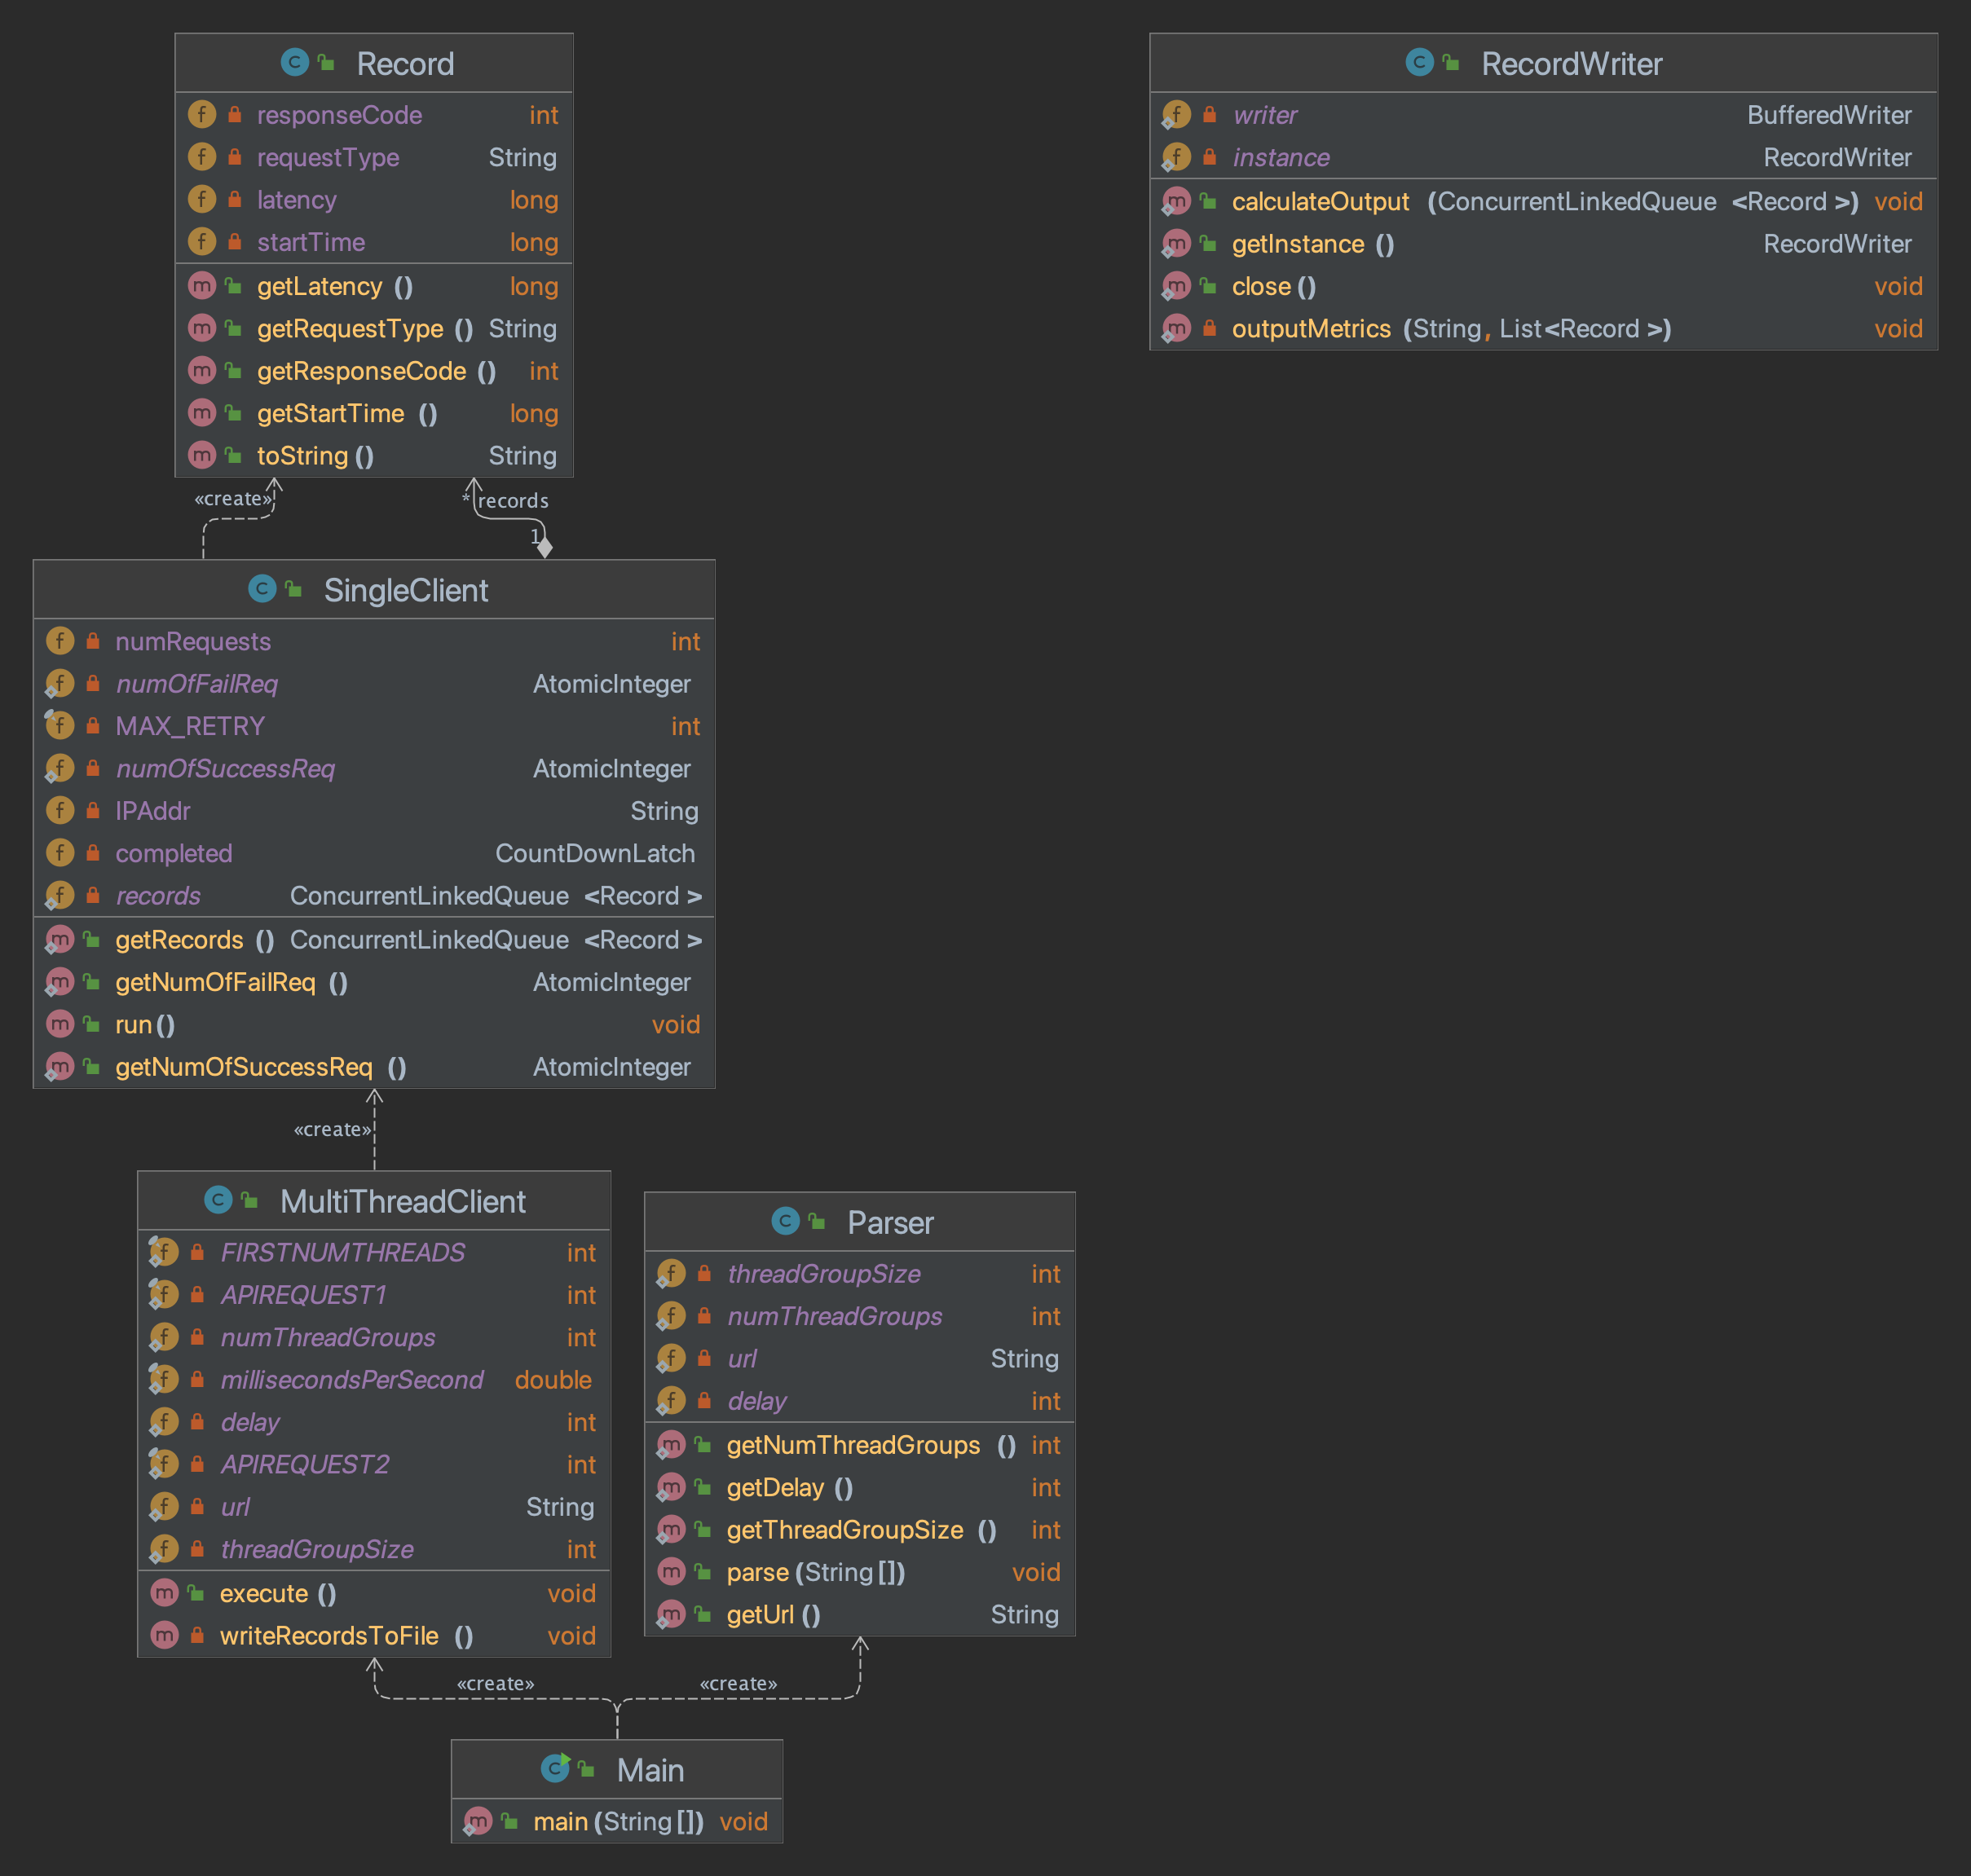 Record
responseCode int
requestType String
latency long
startTime long
getLatency () long
getRequestType () String
getResponseCode () int
getStartTime () long
toString () String
RecordWriter
writer BufferedWriter
instance RecordWriter
calculateOutput (ConcurrentLinkedQueue <Record >) void
getInstance () RecordWriter
close () void
outputMetrics (String, List<Record >) void
«create»
* records
1
SingleClient
numRequests int
numOfFailReq AtomicInteger
MAX_RETRY int
numOfSuccessReq AtomicInteger
IPAddr String
completed CountDownLatch
records ConcurrentLinkedQueue <Record >
getRecords () ConcurrentLinkedQueue <Record >
getNumOfFailReq () AtomicInteger
run () void
getNumOfSuccessReq () AtomicInteger
«create»
MultiThreadClient
FIRSTNUMTHREADS int
APIREQUEST1 int
numThreadGroups int
millisecondsPerSecond double
delay int
APIREQUEST2 int
url String
threadGroupSize int
execute () void
writeRecordsToFile () void
Parser
threadGroupSize int
numThreadGroups int
url String
delay int
getNumThreadGroups () int
getDelay () int
getThreadGroupSize () int
parse (String []) void
getUrl () String
«create» «create»
Main
main (String []) void